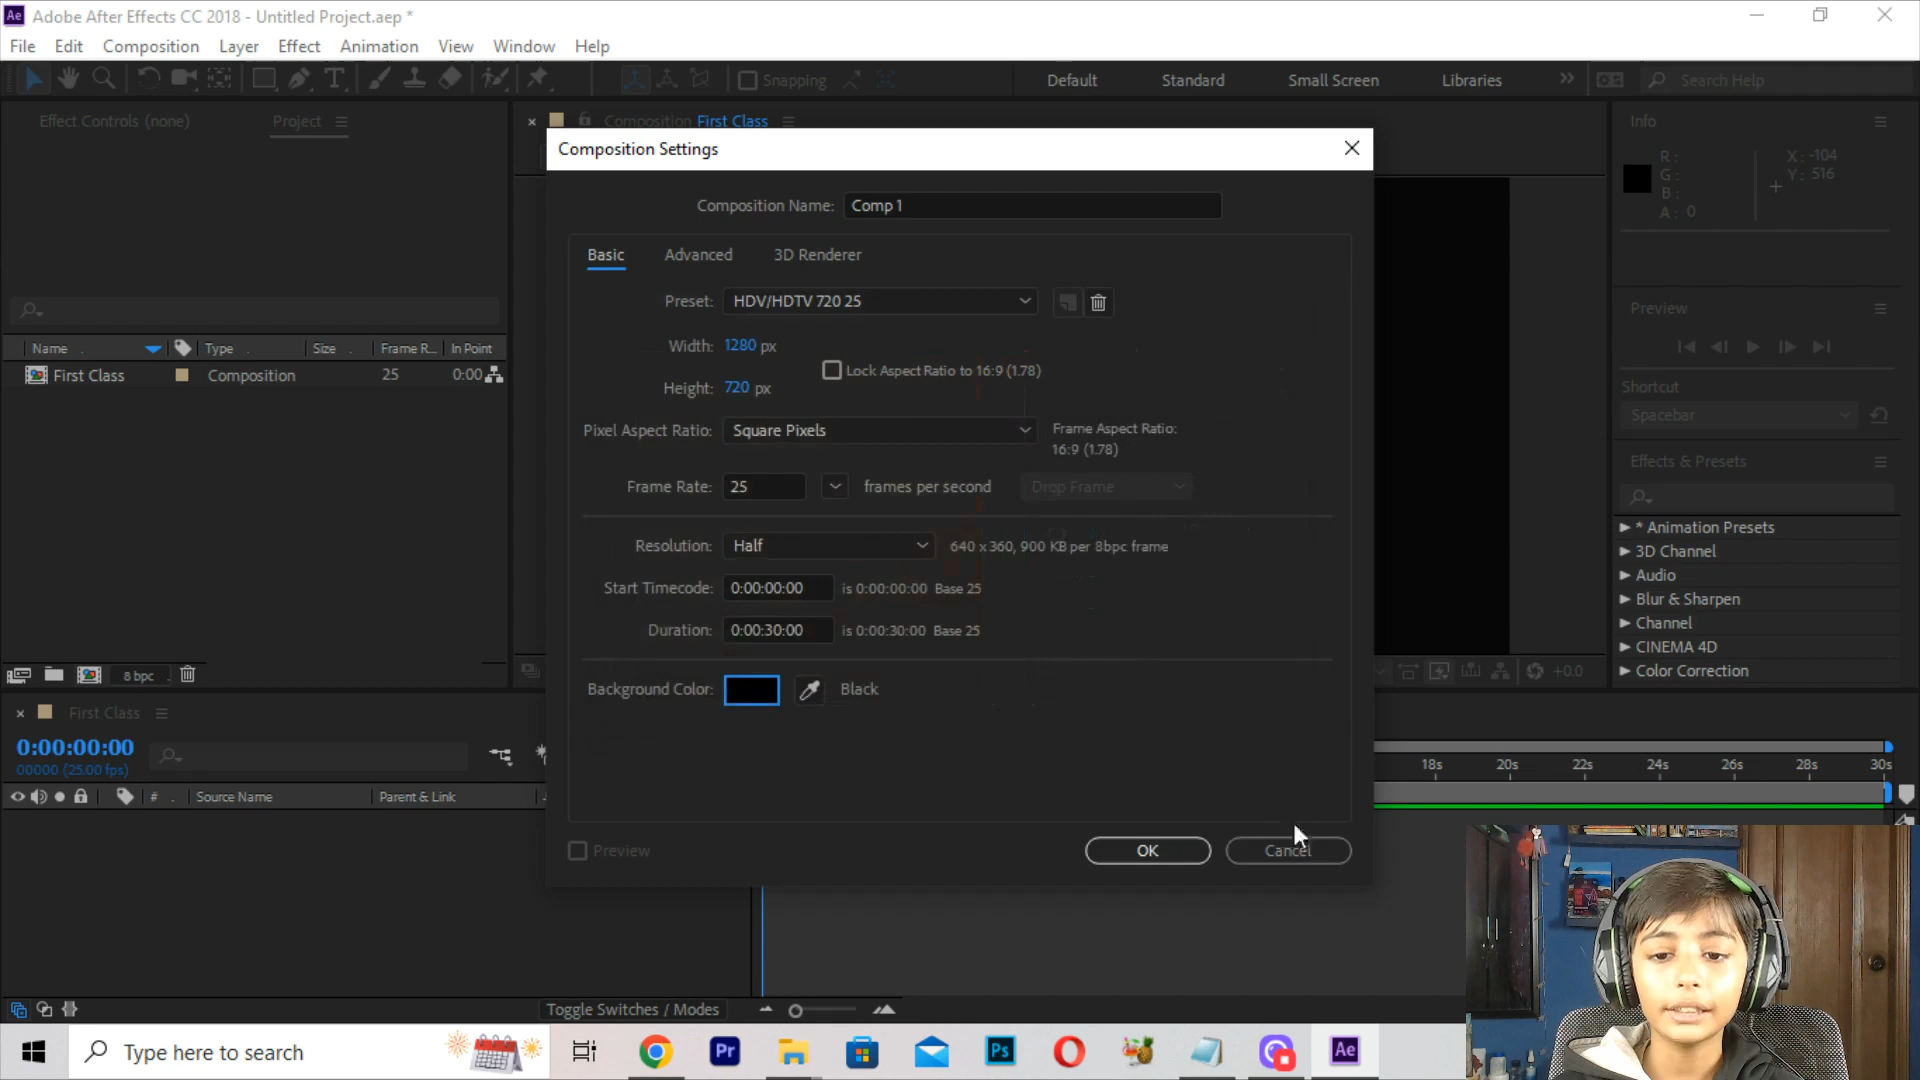 Adobe After Effects CC 2018 - Untitled Project.aep *
File Edit Composition Layer Effect Animation View Window Help
Snapping Default Standard Small Screen Libraries Search Help
Effect Controls (none) Project
Composition First Class
Info
R:
G:
B:
A: 0
X: -104
Y: 516
Composition Settings
Composition Name: Comp 1
Basic Advanced 3D Renderer
Preset: HDV/HDTV 720 25
Width: 1280 px
Lock Aspect Ratio to 16:9 (1.78)
Height: 720 px
Pixel Aspect Ratio: Square Pixels
Frame Aspect Ratio:
16:9 (1.78)
Frame Rate: 25 frames per second Drop Frame
Resolution: Half 640 x 360, 900 KB per 8bpc frame
Start Timecode: 0:00:00:00 is 0:00:00:00 Base 25
Duration: 0:00:30:00 is 0:00:30:00 Base 25
Background Color: Black
Preview OK Cancel
Name Type Size Frame R... In Point
First Class Composition 25 0:00
8 bpc
Preview
Shortcut
Spacebar
Effects & Presets
* Animation Presets
3D Channel
Audio
Blur & Sharpen
Channel
CINEMA 4D
Color Correction
+0.0
First Class
0:00:00:00
00000 (25.00 fps)
# Source Name Parent & Link
18s 20s 22s 24s 26s 28s 30s
Toggle Switches / Modes
Type here to search
Pr
Ps
Ae
Ae